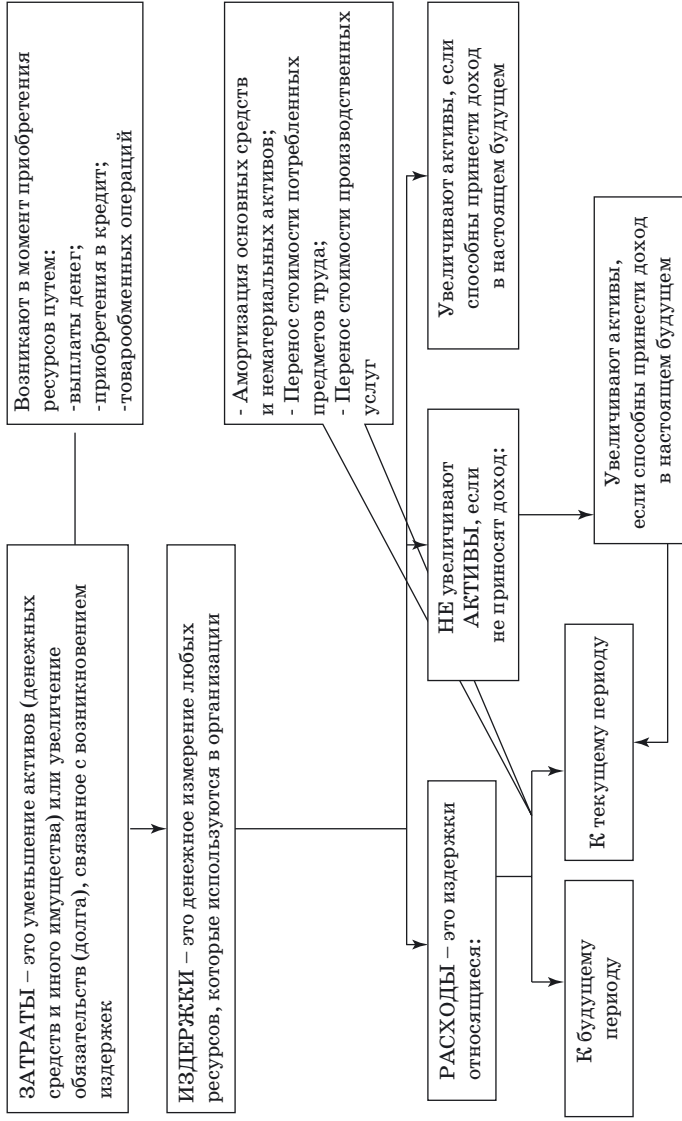 ЗАТРАТЫ – это уменьшение активов (денежных
средств и иного имущества) или увеличение
обязательств (долга), связанное с возникновением
издержек
Возникают в момент приобретения
ресурсов путем:
-выплаты денег;
-приобретения в кредит;
-товарообменных операций
ИЗДЕРЖКИ – это денежное измерение любых
ресурсов, которые используются в организации
- Амортизация основных средств
и нематериальных активов;
- Перенос стоимости потребленных
предметов труда;
- Перенос стоимости производственных
услуг
РАСХОДЫ – это издержки
относящиеся:
НЕ увеличивают
АКТИВЫ, если
не приносят доход:
Увеличивают активы, если
способны принести доход
в настоящем будущем
К будущему
периоду
К текущему периоду
Увеличивают активы,
если способны принести доход
в настоящем будущем